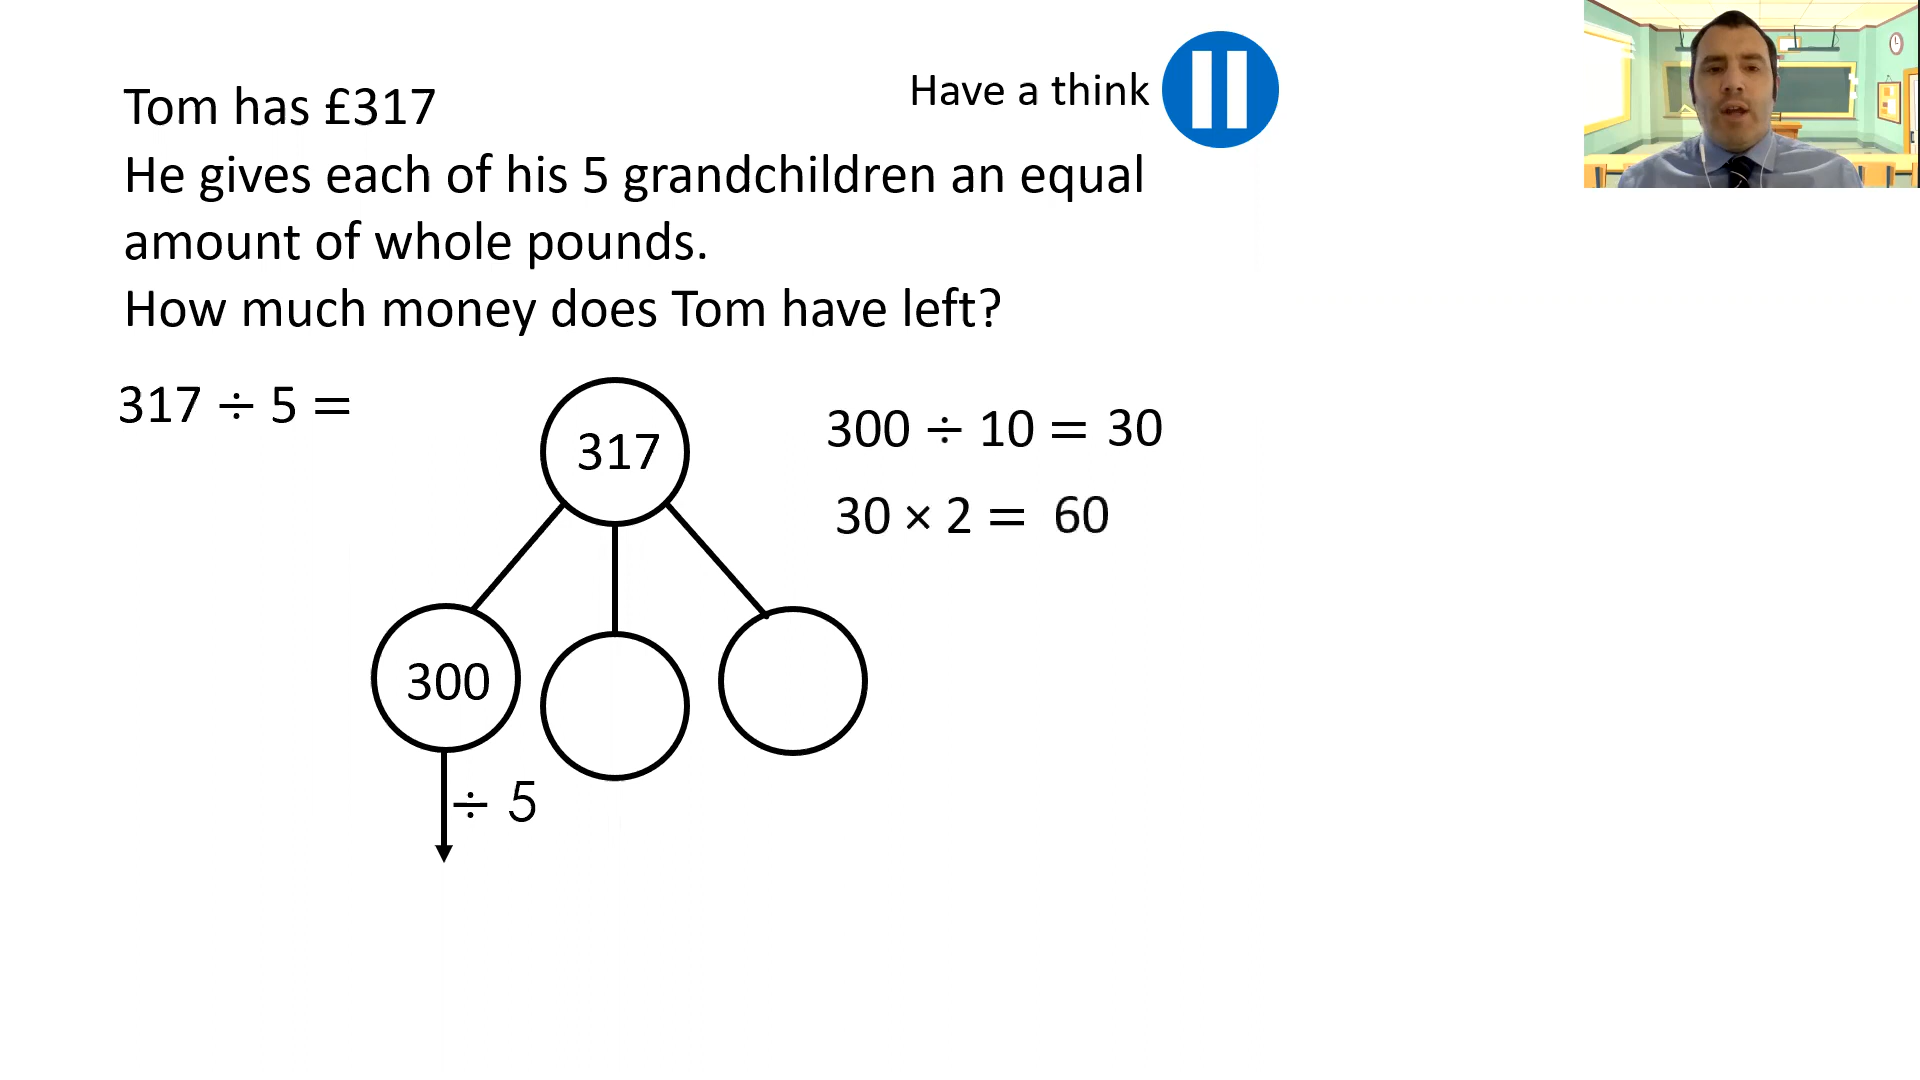 Have a think
Tom has £317
He gives each of his 5 grandchildren an equal
amount of whole pounds.
How much money does Tom have left?
317 ÷ 5 =
317
300 ÷ 10 = 30
30 × 2 = 60
300
÷ 5